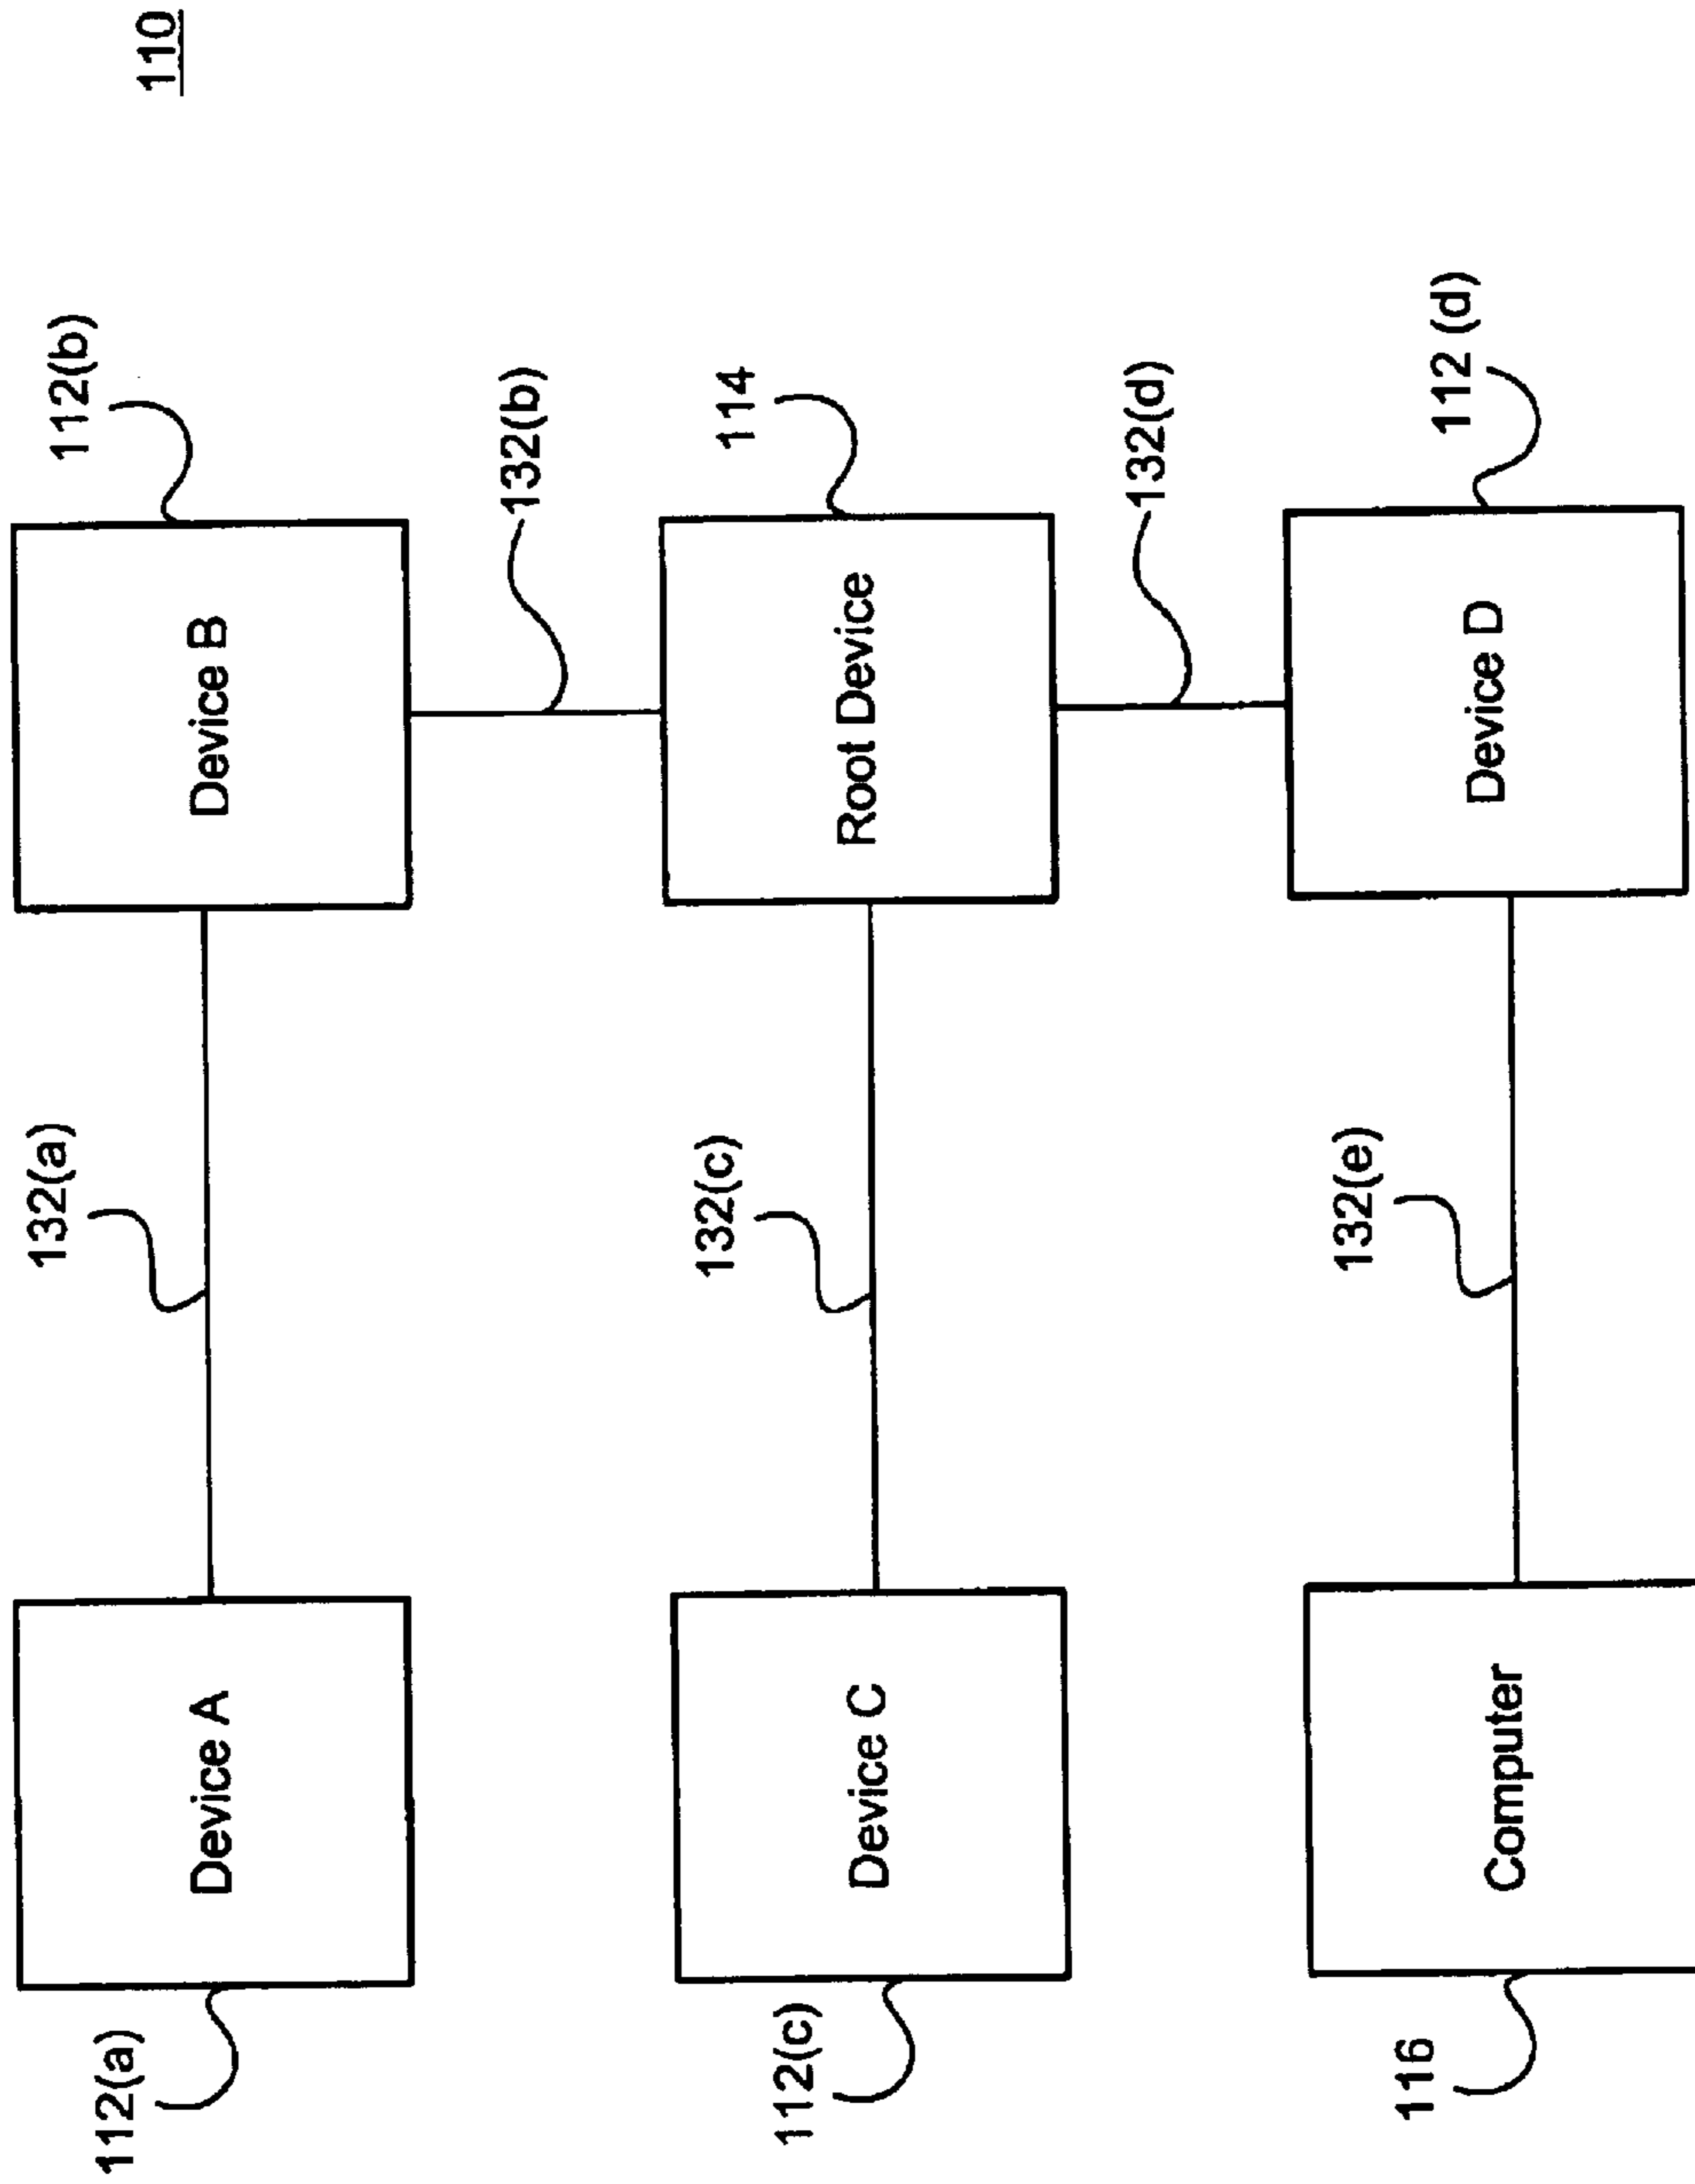 110
112(a)
Device A
132(a)
Device B
112(b)
132(b)
112(c)
Device C
132(c)
Root Device
114
132(d)
116
Computer
132(e)
Device D
112 (d)